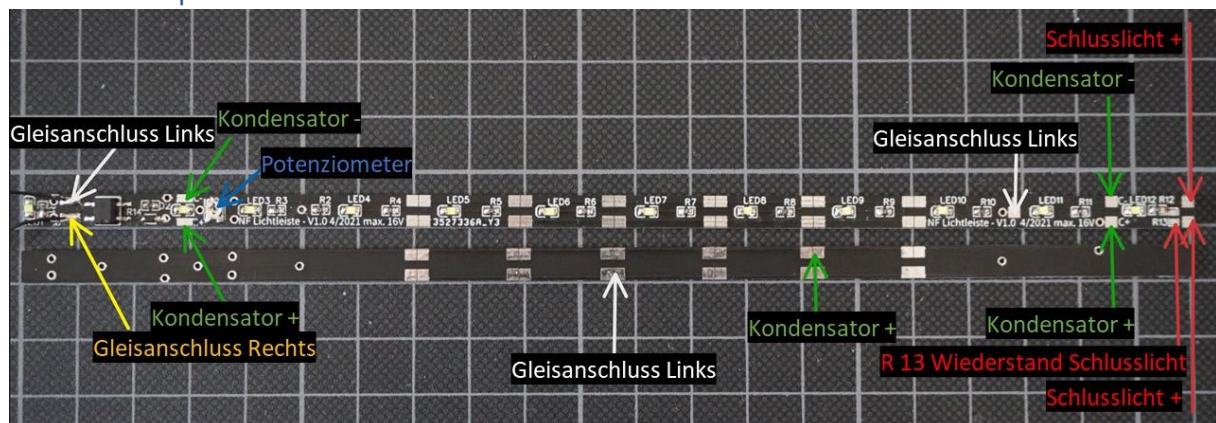 Schlusslicht +
Kondensator -
Kondensator -
Gleisanschluss Links
Gleisanschluss Links
Potenziometer
LED3 R3 R2 LED4 R4 LED5 R5 LED6 R6 LED7 R7 LED8 R8 LED9 R9 LED10 R10 LED11 R11 C- LED12 R12
R14 NF Lichtleiste - V1.0 4/2021 max. 16V 3527336A_Y3 NF Lichtleiste - V1.0 4/2021 max. 16V C+ R13
Kondensator +
Kondensator +
Kondensator +
Gleisanschluss Rechts
Gleisanschluss Links
R 13 Wiederstand Schlusslicht
Schlusslicht +